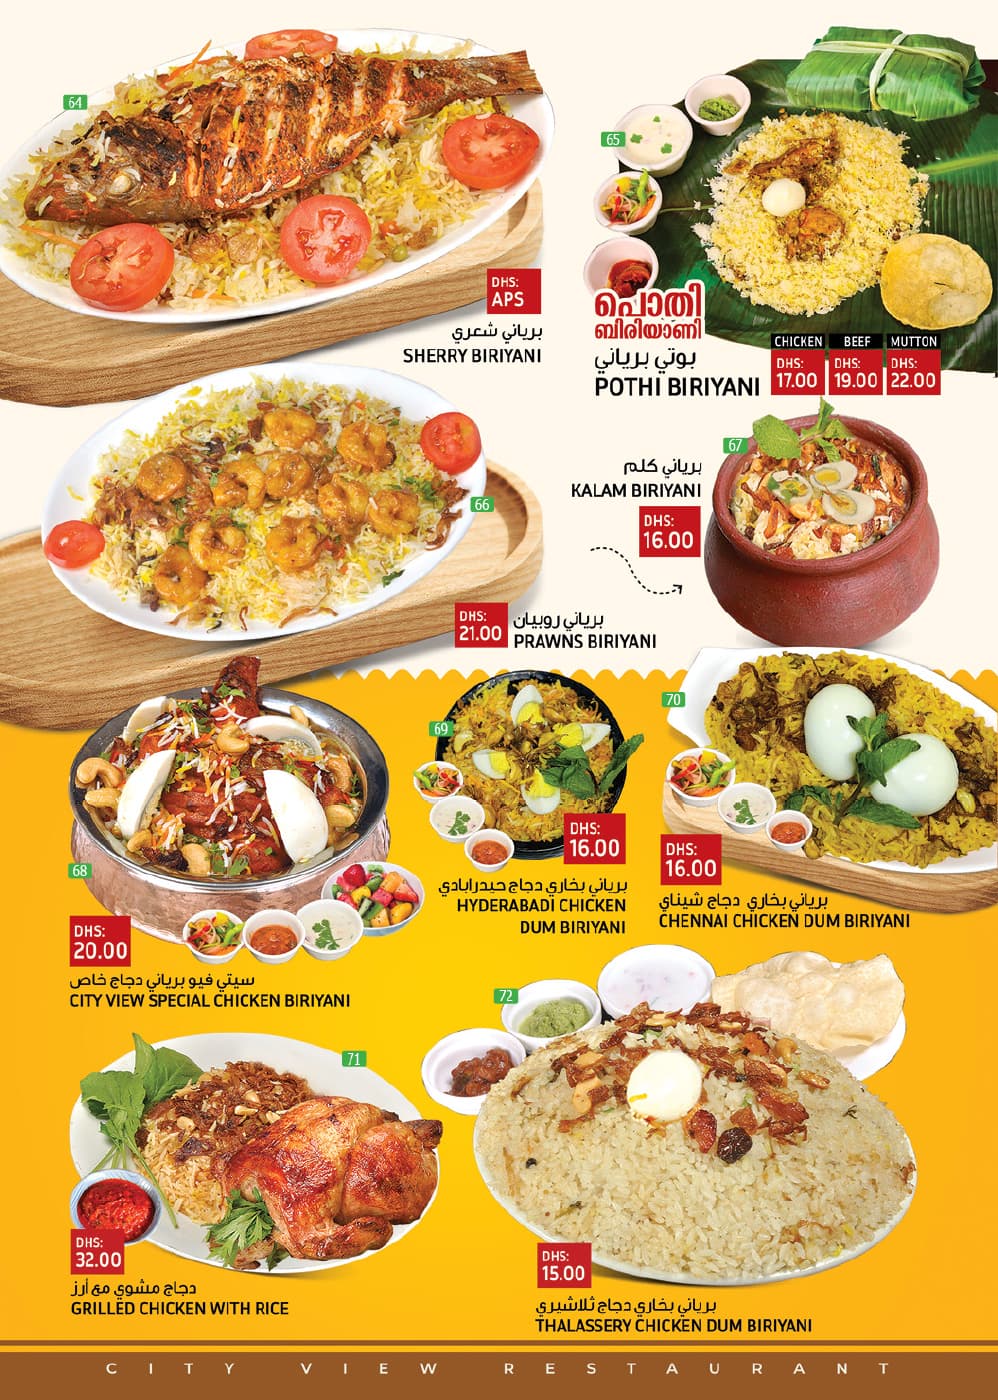 64
DHS:
APS
برياني شعري
SHERRY BIRIYANI
65
പൊതി
ബിരിയാണി
بوتي برياني
POTHI BIRIYANI
CHICKEN
DHS:
17.00
BEEF
DHS:
19.00
MUTTON
DHS:
22.00
66
DHS:
21.00
برياني روبيان
PRAWNS BIRIYANI
67
برياني كلم
KALAM BIRIYANI
DHS:
16.00
68
DHS:
20.00
سيتي فيو برياني دجاج خاص
CITY VIEW SPECIAL CHICKEN BIRIYANI
69
DHS:
16.00
برياني بخاري دجاج حيدرابادي
HYDERABADI CHICKEN
DUM BIRIYANI
70
DHS:
16.00
برياني بخاري دجاج شيناي
CHENNAI CHICKEN DUM BIRIYANI
71
DHS:
32.00
دجاج مشوي مع أرز
GRILLED CHICKEN WITH RICE
72
DHS:
15.00
برياني بخاري دجاج ثلاشيري
THALASSERY CHICKEN DUM BIRIYANI
CITY VIEW RESTAURANT